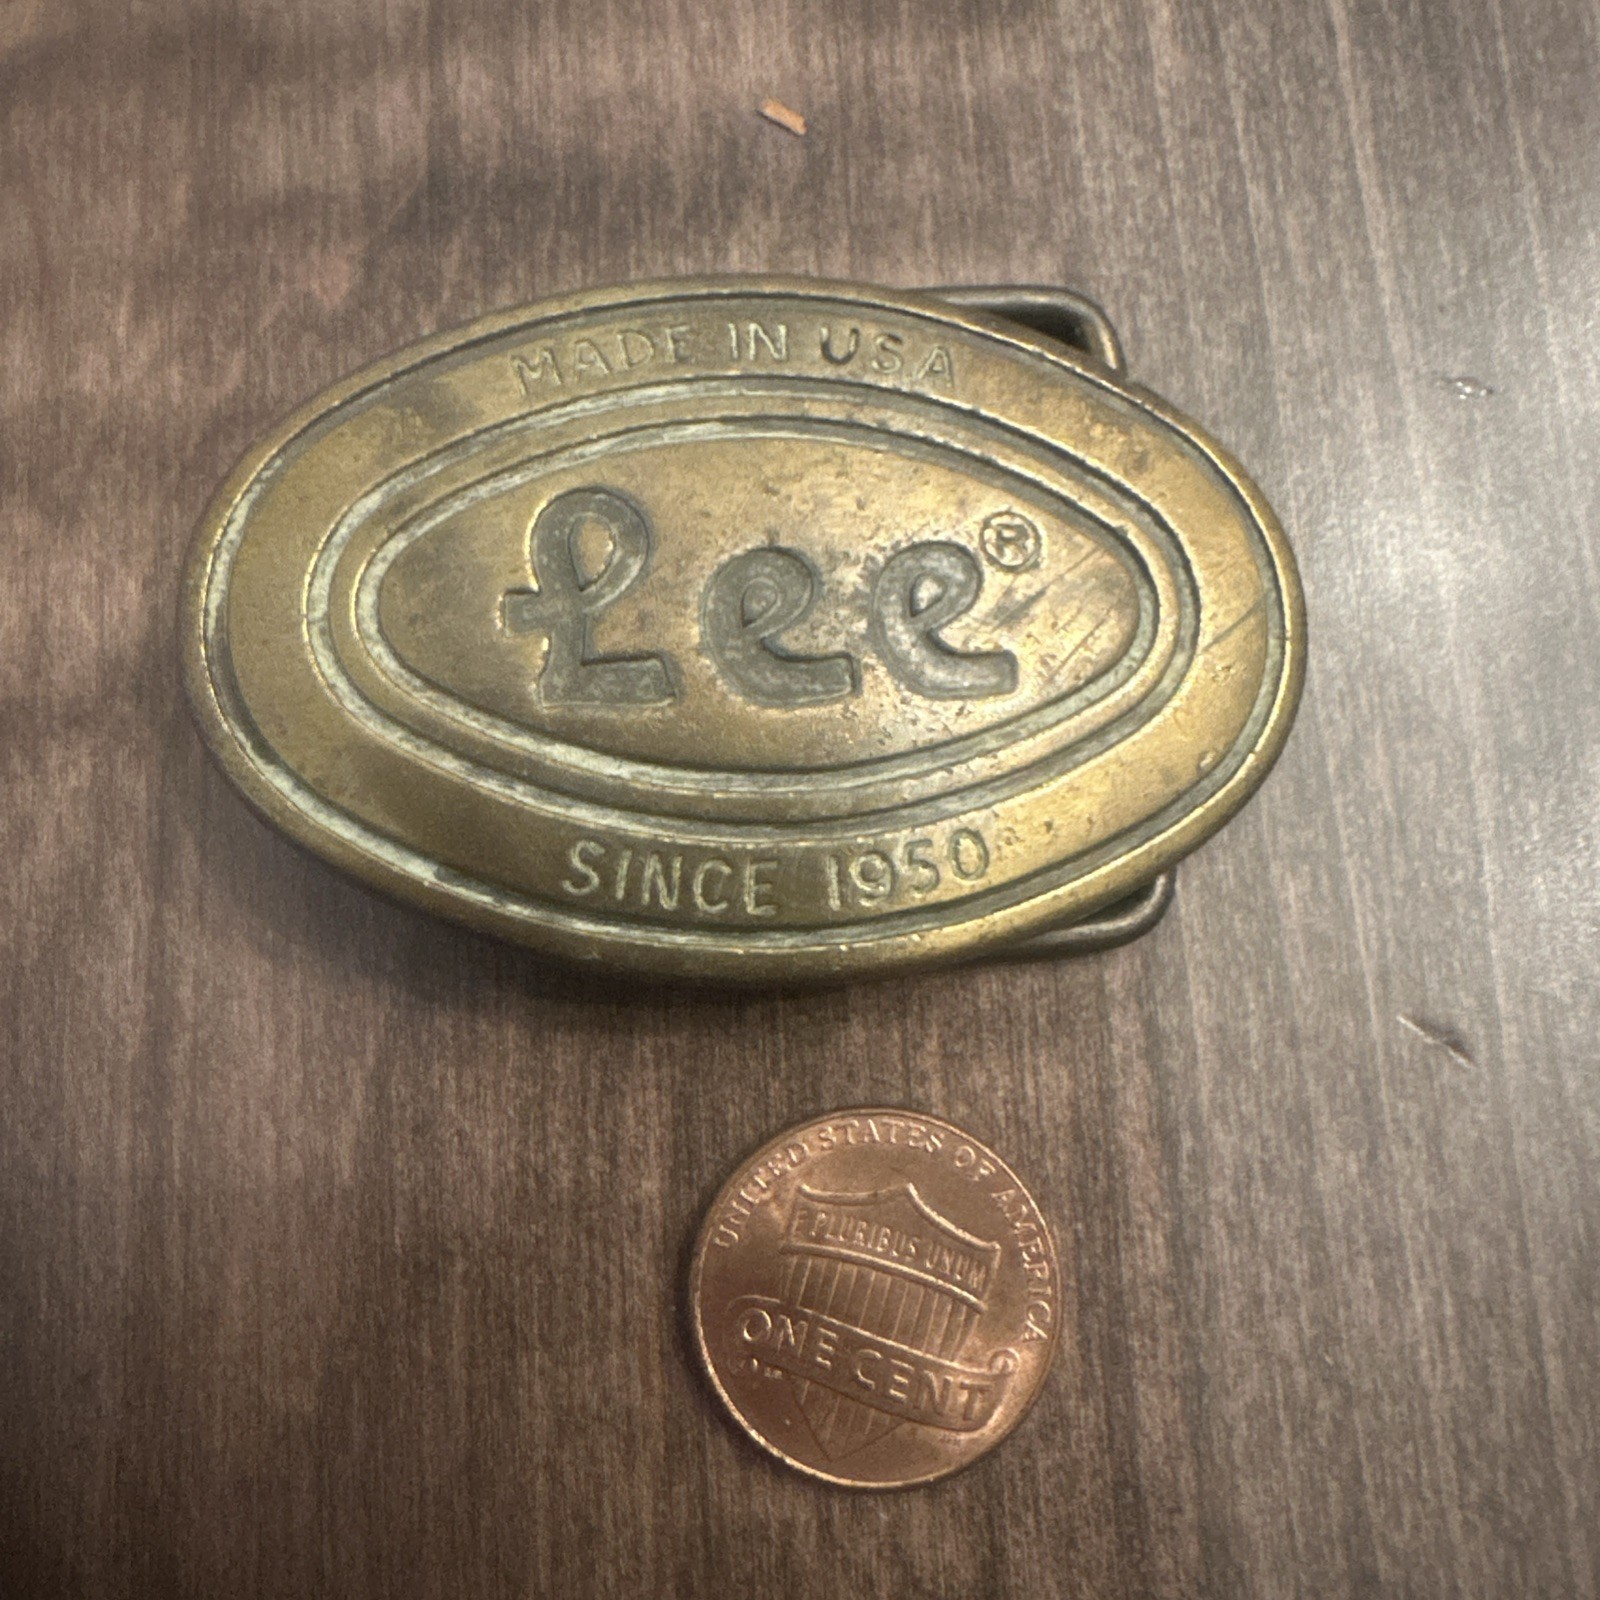 MADE IN USA
Lee®
SINCE 1950
UNITED STATES OF AMERICA
E PLURIBUS UNUM
ONE CENT